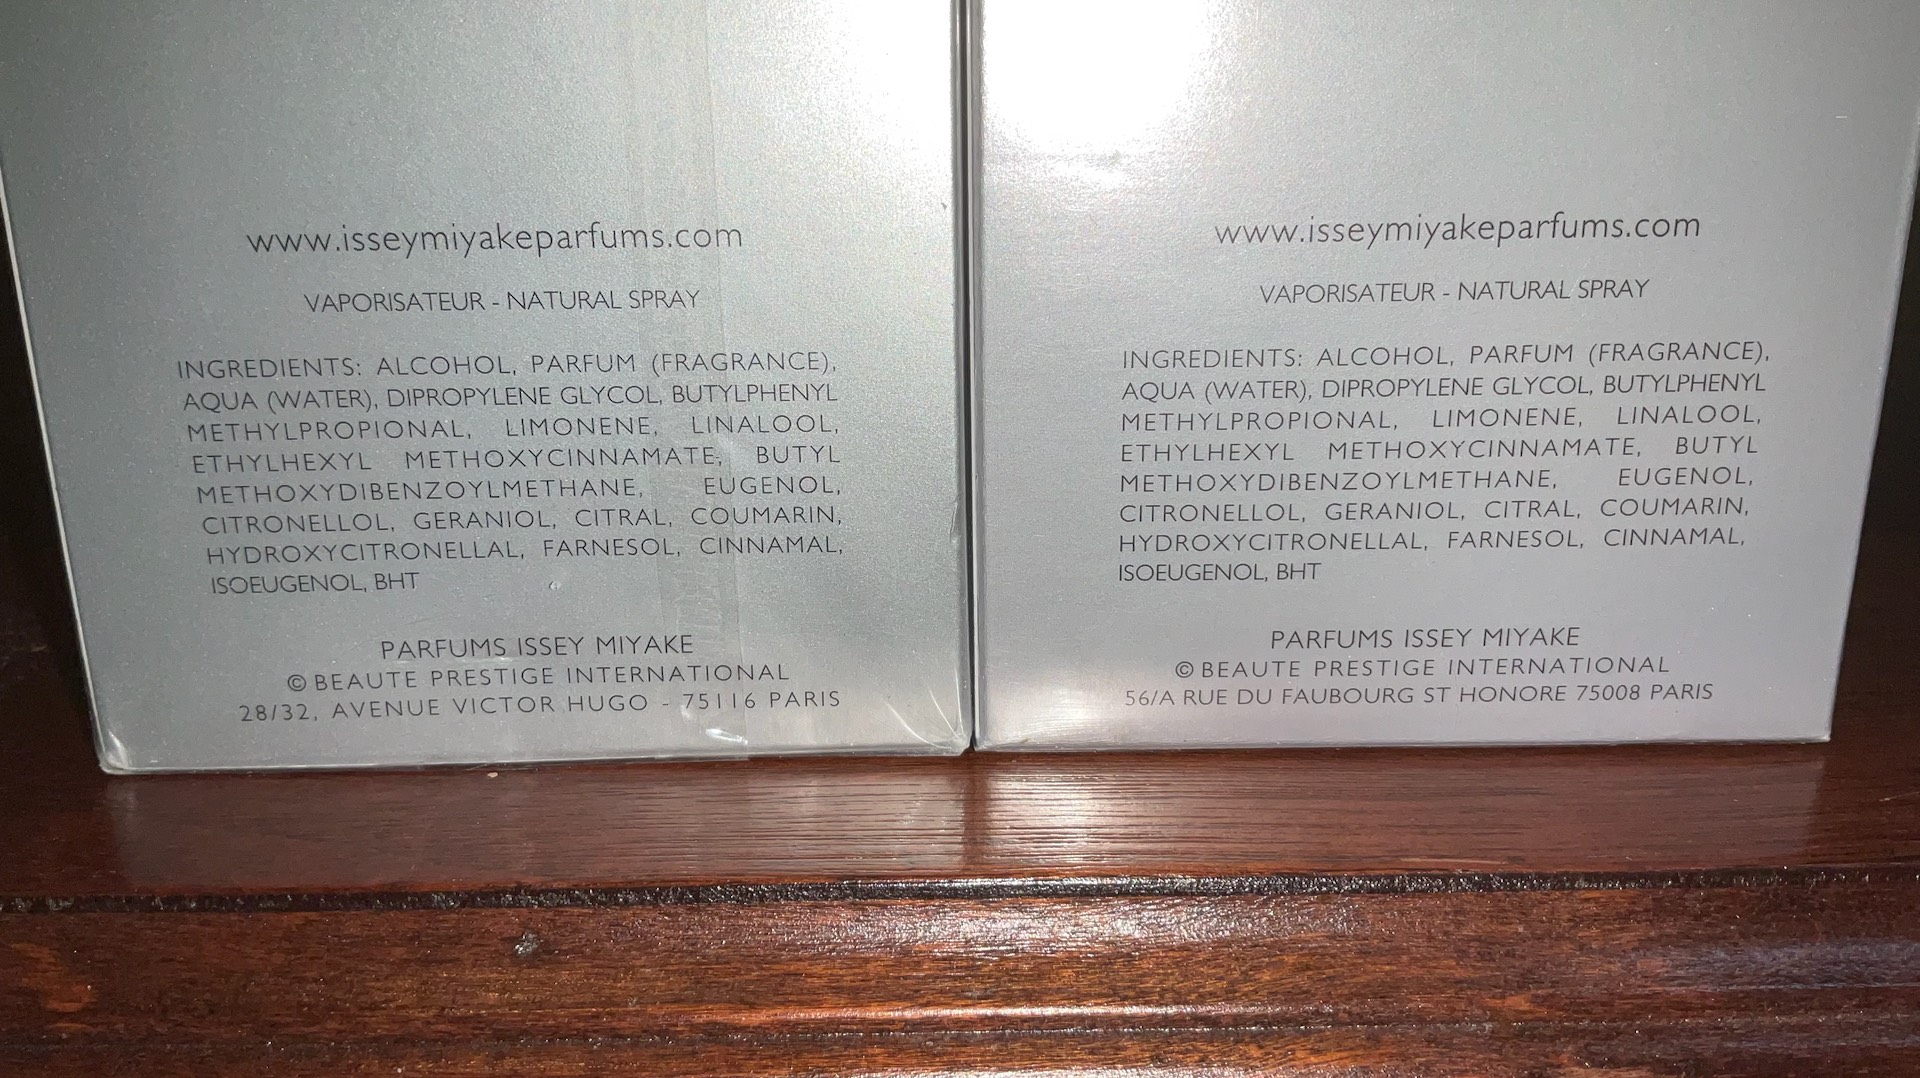 www.isseymiyakeparfums.com
VAPORISATEUR - NATURAL SPRAY
INGREDIENTS: ALCOHOL, PARFUM (FRAGRANCE),
AQUA (WATER), DIPROPYLENE GLYCOL, BUTYLPHENYL
METHYLPROPIONAL, LIMONENE, LINALOOL,
ETHYLHEXYL METHOXYCINNAMATE, BUTYL
METHOXYDIBENZOYLMETHANE, EUGENOL,
CITRONELLOL, GERANIOL, CITRAL, COUMARIN,
HYDROXYCITRONELLAL, FARNESOL, CINNAMAL,
ISOEUGENOL, BHT
PARFUMS ISSEY MIYAKE
© BEAUTE PRESTIGE INTERNATIONAL
28/32, AVENUE VICTOR HUGO - 75116 PARIS
www.isseymiyakeparfums.com
VAPORISATEUR - NATURAL SPRAY
INGREDIENTS: ALCOHOL, PARFUM (FRAGRANCE),
AQUA (WATER), DIPROPYLENE GLYCOL, BUTYLPHENYL
METHYLPROPIONAL, LIMONENE, LINALOOL,
ETHYLHEXYL METHOXYCINNAMATE, BUTYL
METHOXYDIBENZOYLMETHANE, EUGENOL,
CITRONELLOL, GERANIOL, CITRAL, COUMARIN,
HYDROXYCITRONELLAL, FARNESOL, CINNAMAL,
ISOEUGENOL, BHT
PARFUMS ISSEY MIYAKE
© BEAUTE PRESTIGE INTERNATIONAL
56/A RUE DU FAUBOURG ST HONORE 75008 PARIS